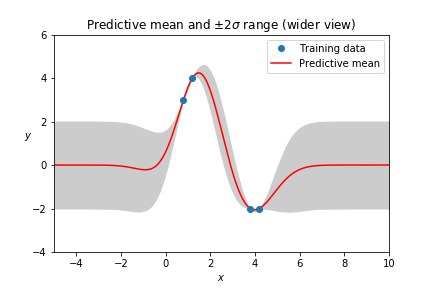 Predictive mean and ±2σ range (wider view)
6
4
2
0
−2
−4
y
Training data
Predictive mean
−4 −2 0 2 4 6 8 10
x